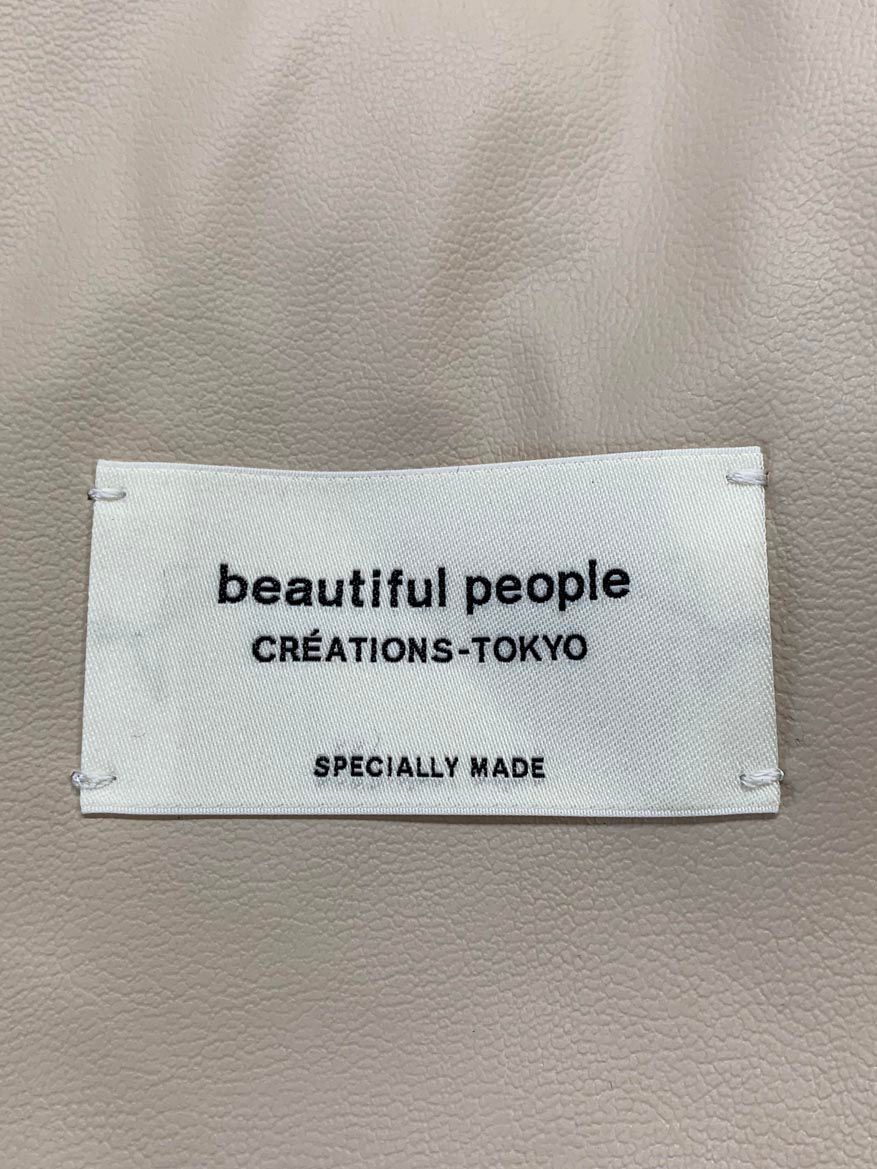 beautiful people
CRÉATIONS-TOKYO
SPECIALLY MADE